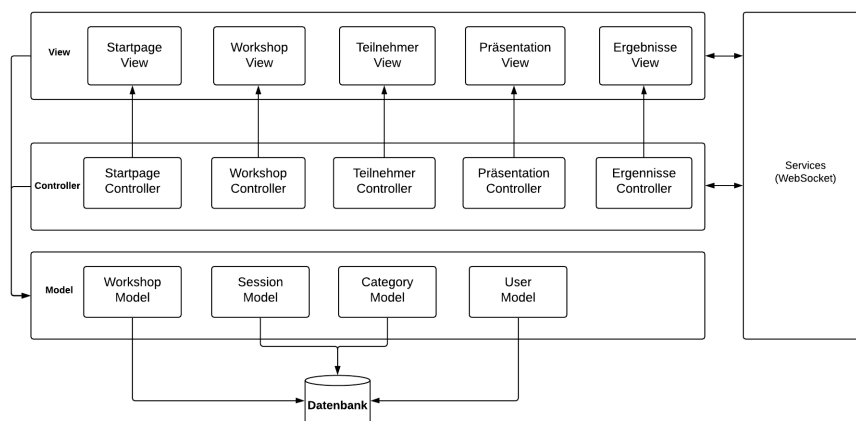 View
Startpage
View
Workshop
View
Teilnehmer
View
Präsentation
View
Ergebnisse
View
Controller
Startpage
Controller
Workshop
Controller
Teilnehmer
Controller
Präsentation
Controller
Ergennisse
Controller
Services
(WebSocket)
Model
Workshop
Model
Session
Model
Category
Model
User
Model
Datenbank